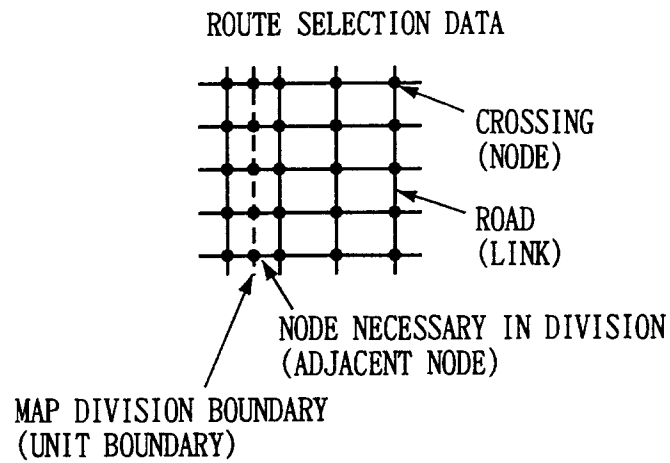 ROUTE SELECTION DATA
CROSSING
(NODE)
ROAD
(LINK)
NODE NECESSARY IN DIVISION
(ADJACENT NODE)
MAP DIVISION BOUNDARY
(UNIT BOUNDARY)